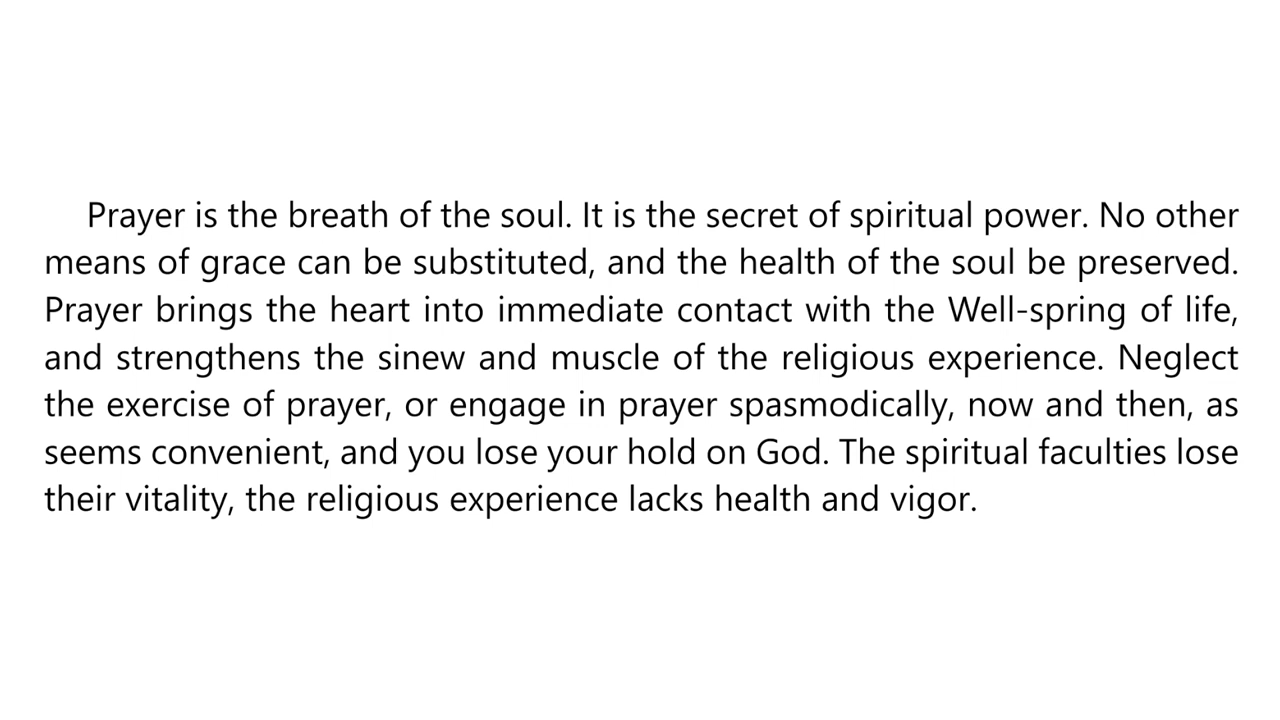 Prayer is the breath of the soul. It is the secret of spiritual power. No other
means of grace can be substituted, and the health of the soul be preserved.
Prayer brings the heart into immediate contact with the Well-spring of life,
and strengthens the sinew and muscle of the religious experience. Neglect
the exercise of prayer, or engage in prayer spasmodically, now and then, as
seems convenient, and you lose your hold on God. The spiritual faculties lose
their vitality, the religious experience lacks health and vigor.